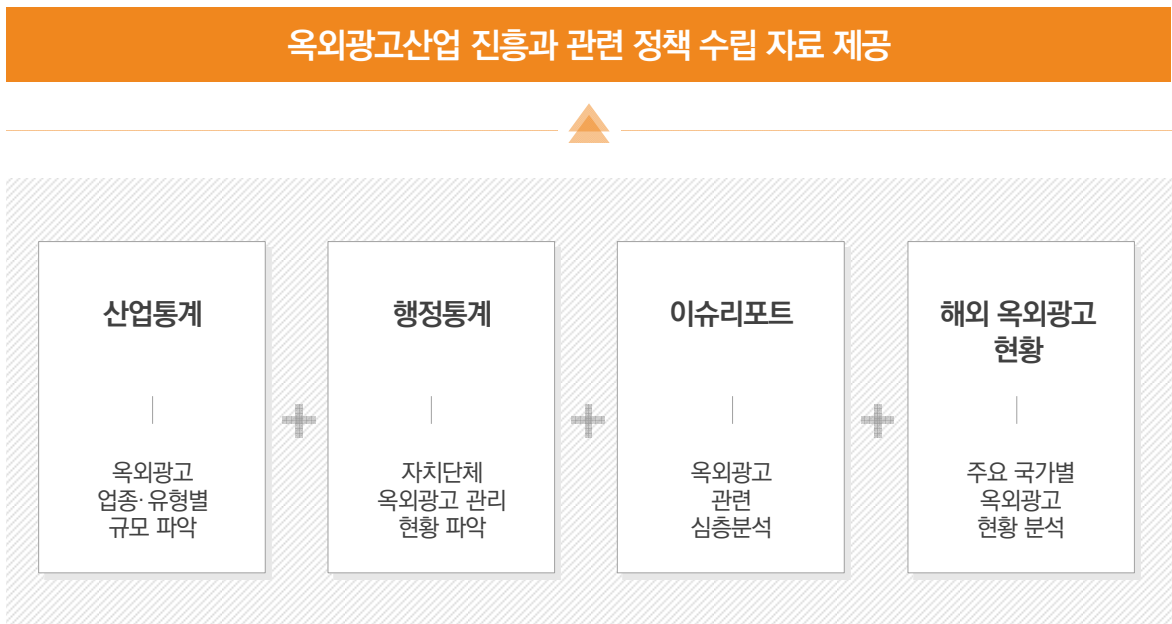 옥외광고산업 진흥과 관련 정책 수립 자료 제공
산업통계
옥외광고
업종·유형별
규모 파악
행정통계
자치단체
옥외광고 관리
현황 파악
이슈리포트
옥외광고
관련
심층분석
해외 옥외광고
현황
주요 국가별
옥외광고
현황 분석